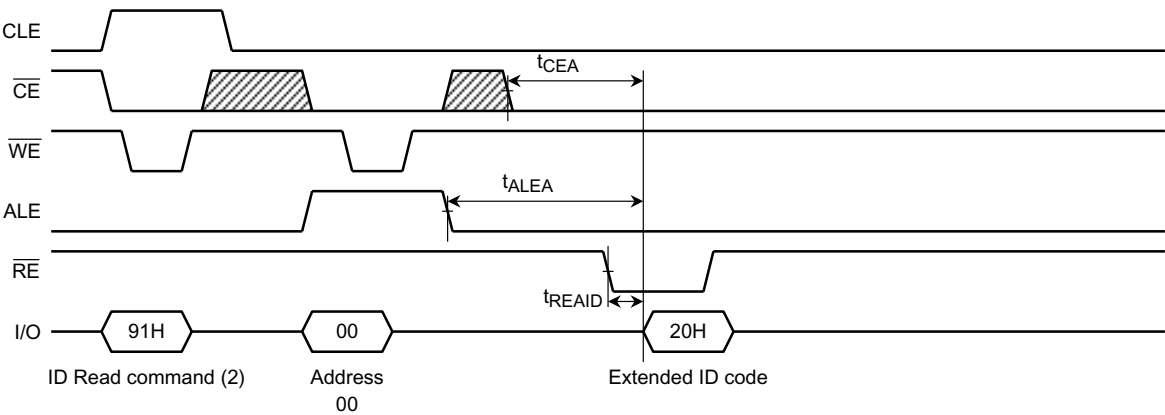 CLE
CE
tCEA
WE
ALE
tALEA
RE
tREAID
I/O
91H
00
20H
ID Read command (2)
Address
00
Extended ID code